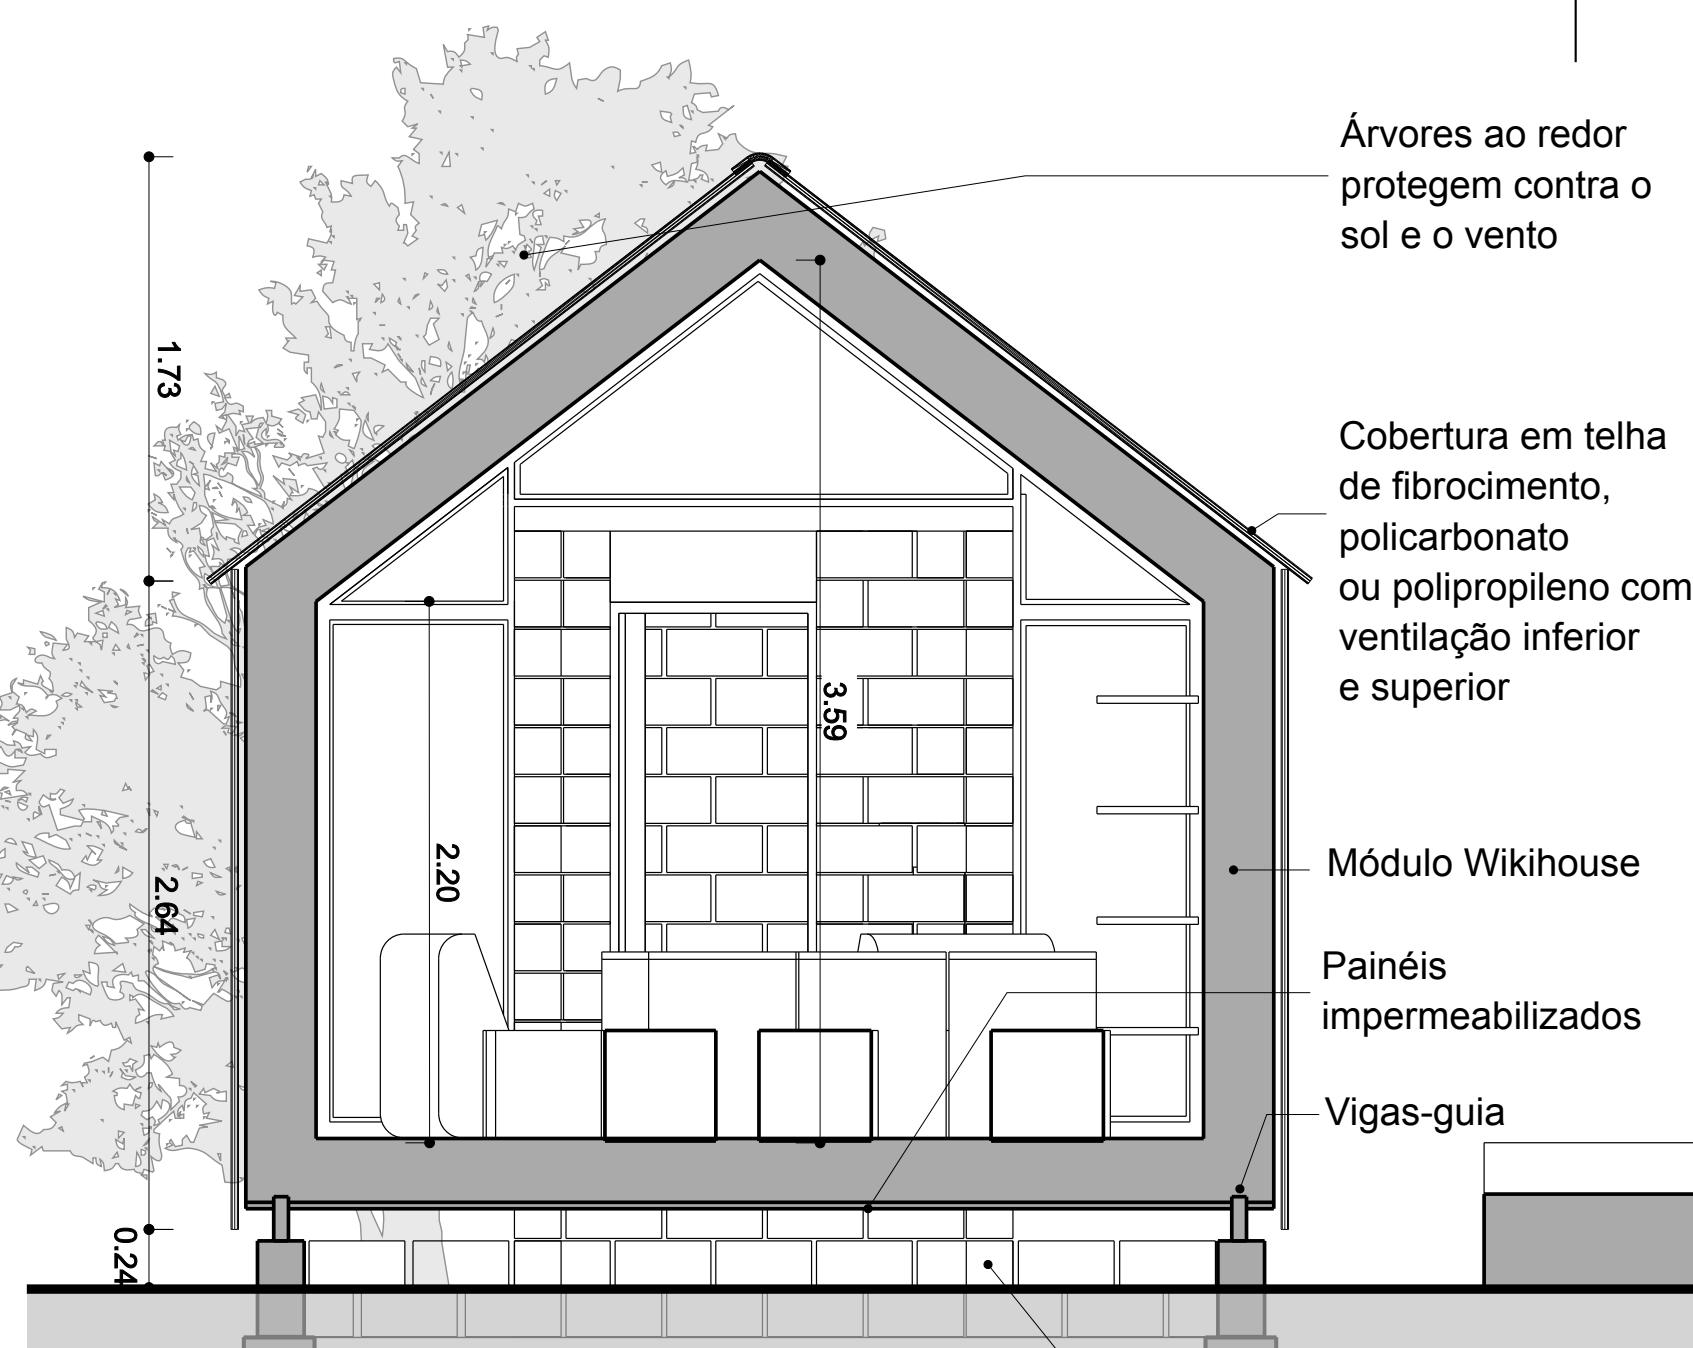 Árvores ao redor
protegem contra o
sol e o vento
1.73
Cobertura em telha
de fibrocimento,
policarbonato
ou polipropileno com
ventilação inferior
e superior
3.59
2.20
2.64
Módulo Wikihouse
Painéis
impermeabilizados
Vigas-guia
0.24